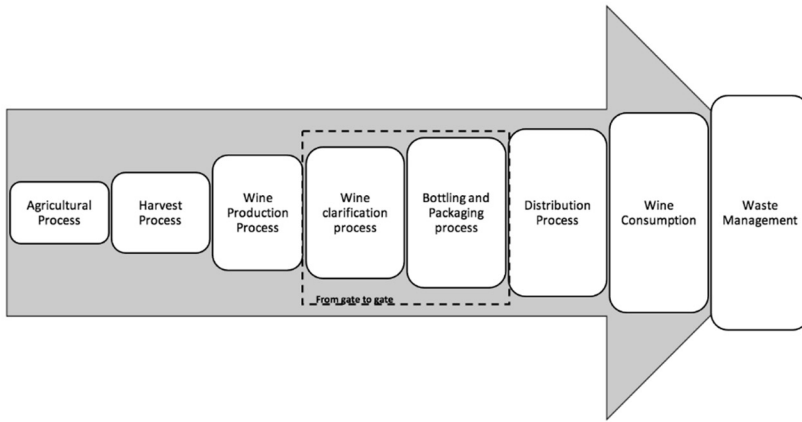 Agricultural
Process
Harvest
Process
Wine
Production
Process
Wine
clarification
process
Bottling and
Packaging
process
Distribution
Process
Wine
Consumption
Waste
Management
From gate to gate